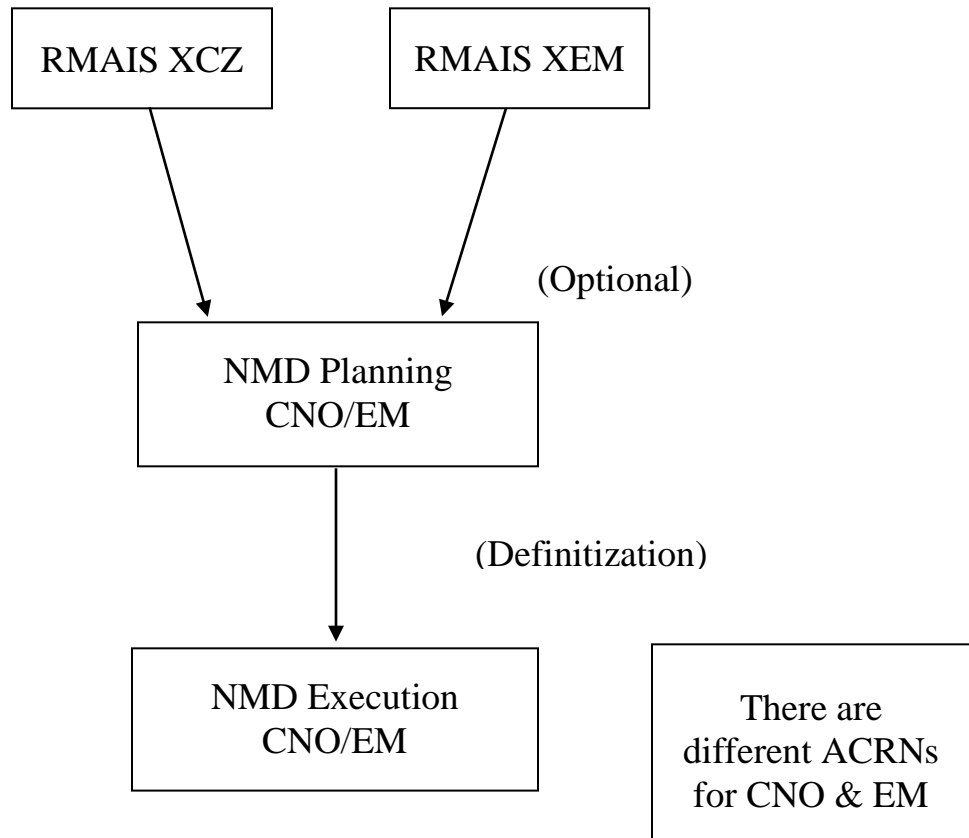 RMAIS XCZ
RMAIS XEM
(Optional)
NMD Planning
CNO/EM
(Definitization)
NMD Execution
CNO/EM
There are
different ACRNs
for CNO & EM